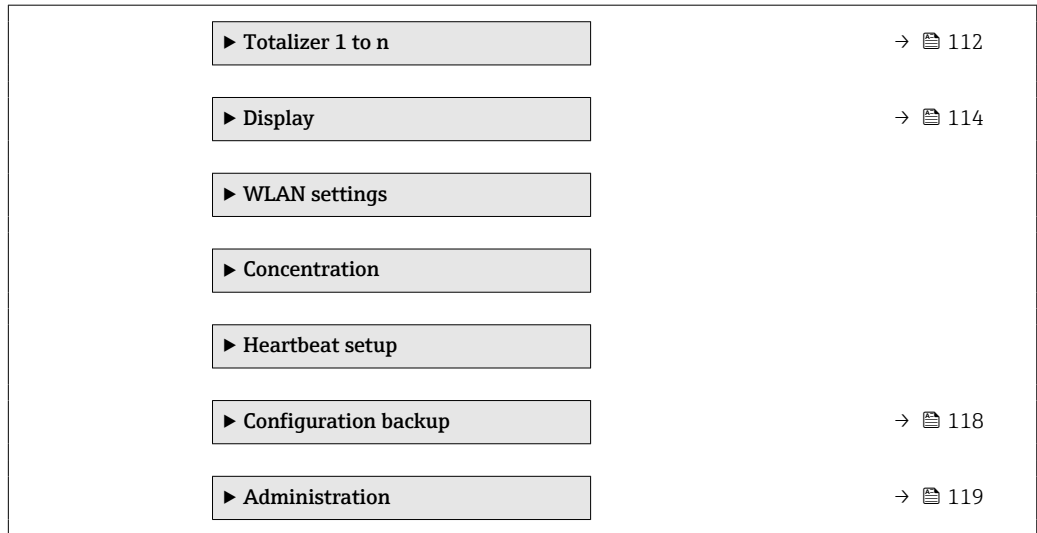 ▶ Totalizer 1 to n → 112
▶ Display → 114
▶ WLAN settings
▶ Concentration
▶ Heartbeat setup
▶ Configuration backup → 118
▶ Administration → 119